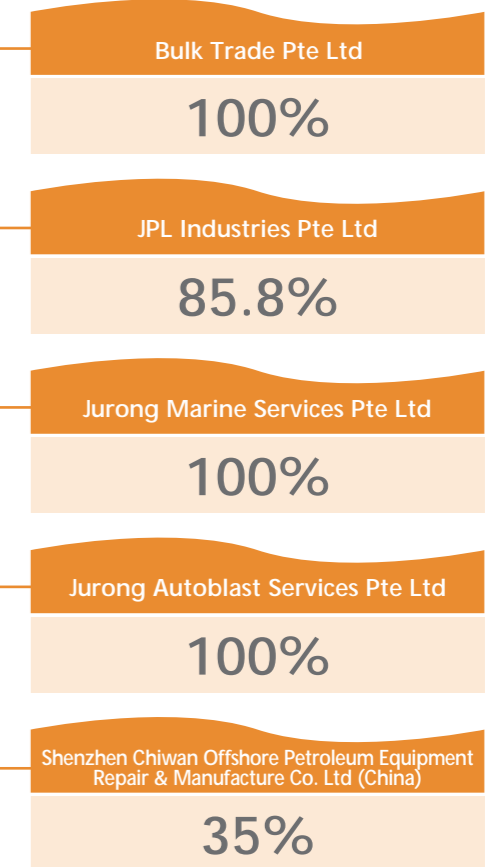 Bulk Trade Pte Ltd
100%
JPL Industries Pte Ltd
85.8%
Jurong Marine Services Pte Ltd
100%
Jurong Autoblast Services Pte Ltd
100%
Shenzhen Chiwan Offshore Petroleum Equipment
Repair & Manufacture Co. Ltd (China)
35%